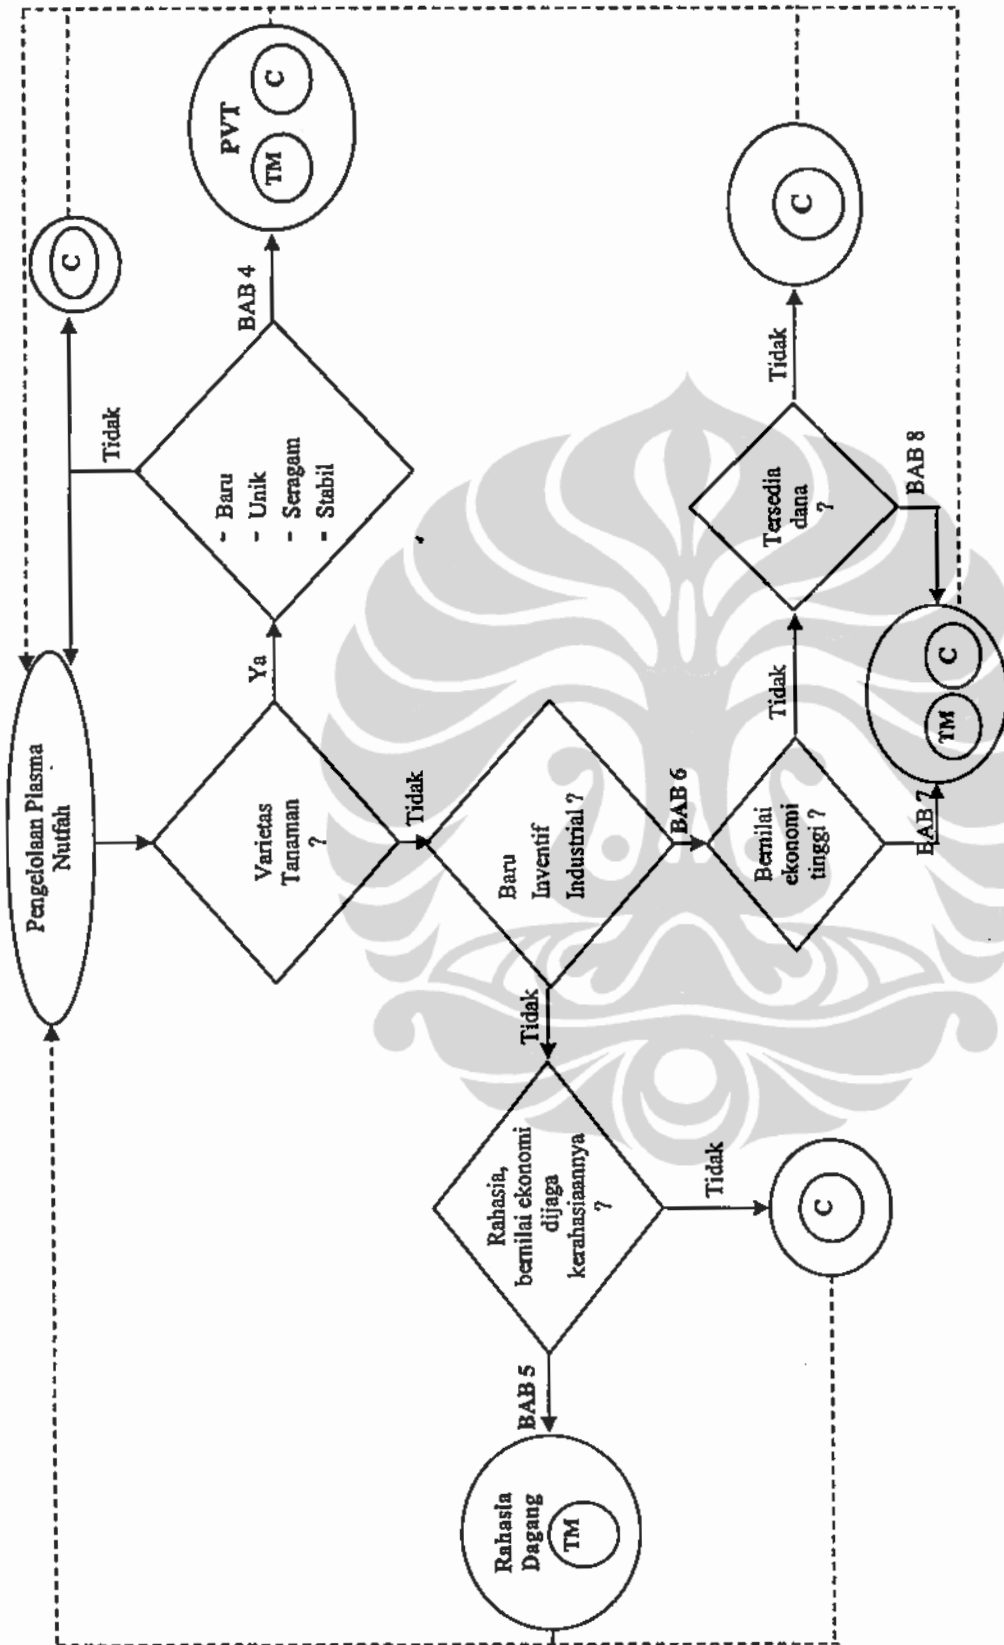 Pengelolaan Plasma
Nutfah
C
PVT
TM
C
Tidak
BAB 4
- Baru
- Unik
- Seragam
- Stabil
Ya
Varietas
Tanaman
?
Tidak
Baru
Inventif
Industrial ?
Tidak
BAB 6
Bernilai
ekonomi
tinggi ?
Tidak
Tersedia
dana
?
Tidak
C
BAB 8
BAB 7
TM
C
Rahasia,
bernilai ekonomi
dijaga
kerahasiaannya
?
Tidak
C
BAB 5
Rahasia
Dagang
TM